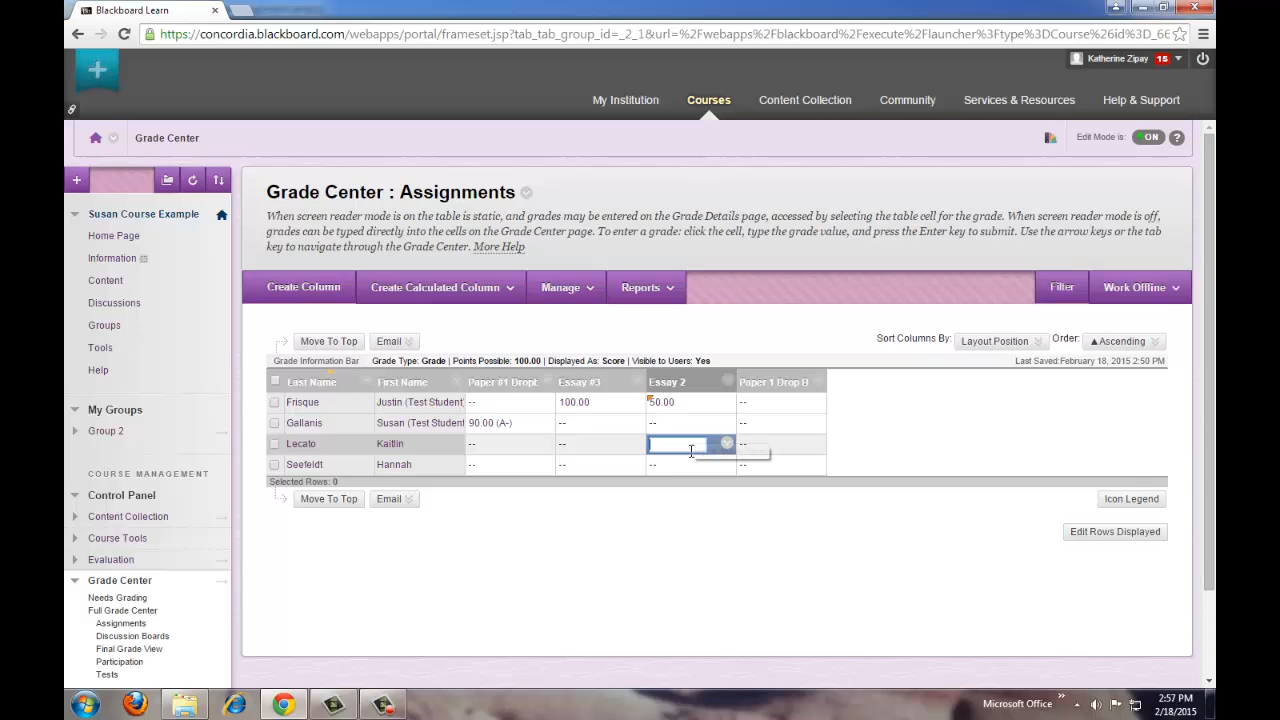 Blackboard Learn
https://concordia.blackboard.com/webapps/portal/frameset.jsp?tab_tab_group_id=_2_1&url=%2Fwebapps%2Fblackboard%2Fexecute%2Flauncher%3Ftype%3DCourse%26id%3D_66
Katherine Zipay 15
My Institution Courses Content Collection Community Services & Resources Help & Support
Grade Center
Edit Mode is: ON ?
Susan Course Example
Home Page
Information
Content
Discussions
Groups
Tools
Help
My Groups
Group 2
COURSE MANAGEMENT
Control Panel
Content Collection
Course Tools
Evaluation
Grade Center
Needs Grading
Full Grade Center
Assignments
Discussion Boards
Final Grade View
Participation
Tests
Grade Center : Assignments
When screen reader mode is on the table is static, and grades may be entered on the Grade Details page, accessed by selecting the table cell for the grade. When screen reader mode is off,
grades can be typed directly into the cells on the Grade Center page. To enter a grade: click the cell, type the grade value, and press the Enter key to submit. Use the arrow keys or the tab
key to navigate through the Grade Center. More Help
Create Column Create Calculated Column Manage Reports Filter Work Offline
Move To Top Email Sort Columns By: Layout Position Order: ▲Ascending
Grade Information Bar Grade Type: Grade | Points Possible: 100.00 | Displayed As: Score | Visible to Users: Yes Last Saved:February 18, 2015 2:50 PM
Last Name First Name Paper #1 Dropt Essay #3 Essay 2 Paper 1 Drop B
Frisque Justin (Test Student -- 100.00 50.00 --
Gallanis Susan (Test Student 90.00 (A-) -- -- --
Lecato Kaitlin -- -- --
Seefeldt Hannah -- -- -- --
Selected Rows: 0
Move To Top Email Icon Legend
Edit Rows Displayed
Microsoft Office
2:57 PM
2/18/2015